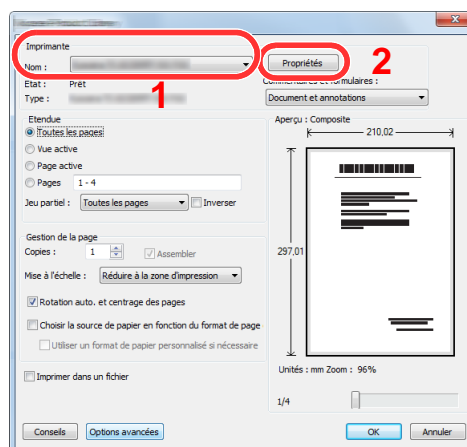 Imprimante
Nom :
Propriétés
2
1
Etat : Prêt
Commentaires et formulaires :
Type :
Document et annotations
Etendue
Toutes les pages
Vue active
Page active
Pages 1 - 4
Jeu partiel : Toutes les pages Inverser
Aperçu : Composite
210,02
297,01
Gestion de la page
Copies : 1 Assembler
Mise à l'échelle : Réduire à la zone d'impression
Rotation auto. et centrage des pages
Choisir la source de papier en fonction du format de page
Utiliser un format de papier personnalisé si nécessaire
Imprimer dans un fichier
Unités : mm Zoom : 96%
1/4
Conseils Options avancées OK Annuler